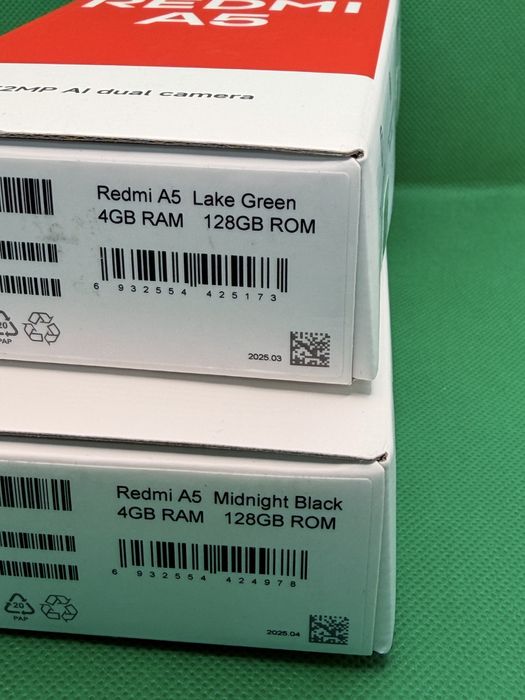 REDMI
A5
2MP AI dual camera
Redmi A5 Lake Green
4GB RAM 128GB ROM
6 932554 425173
20
PAP
2025.03
Redmi A5 Midnight Black
4GB RAM 128GB ROM
6 932554 424978
20
PAP
2025.04